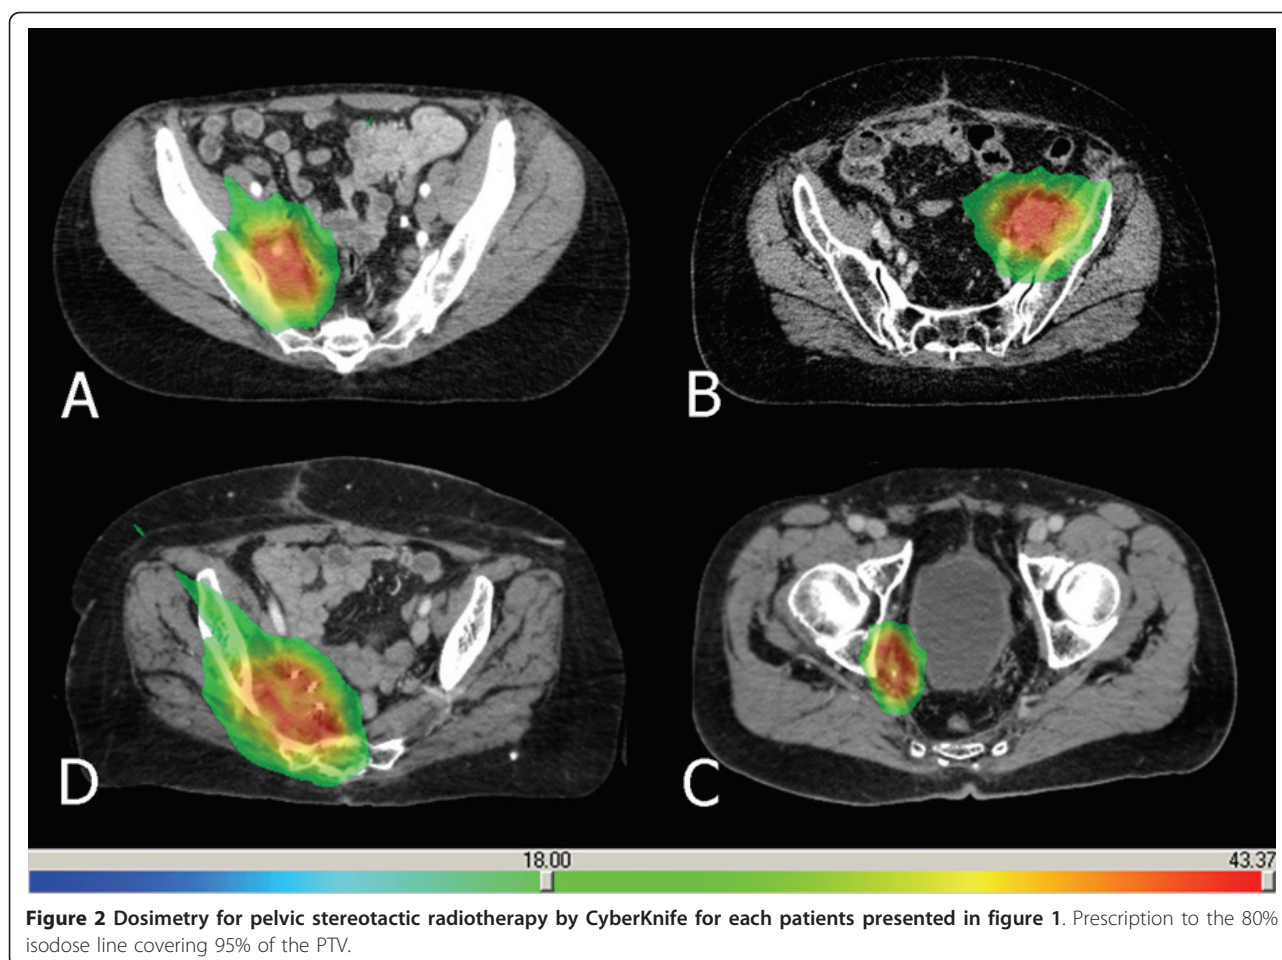 A
B
D
C
18.00
43.37
Figure 2 Dosimetry for pelvic stereotactic radiotherapy by CyberKnife for each patients presented in figure 1. Prescription to the 80%
isodose line covering 95% of the PTV.